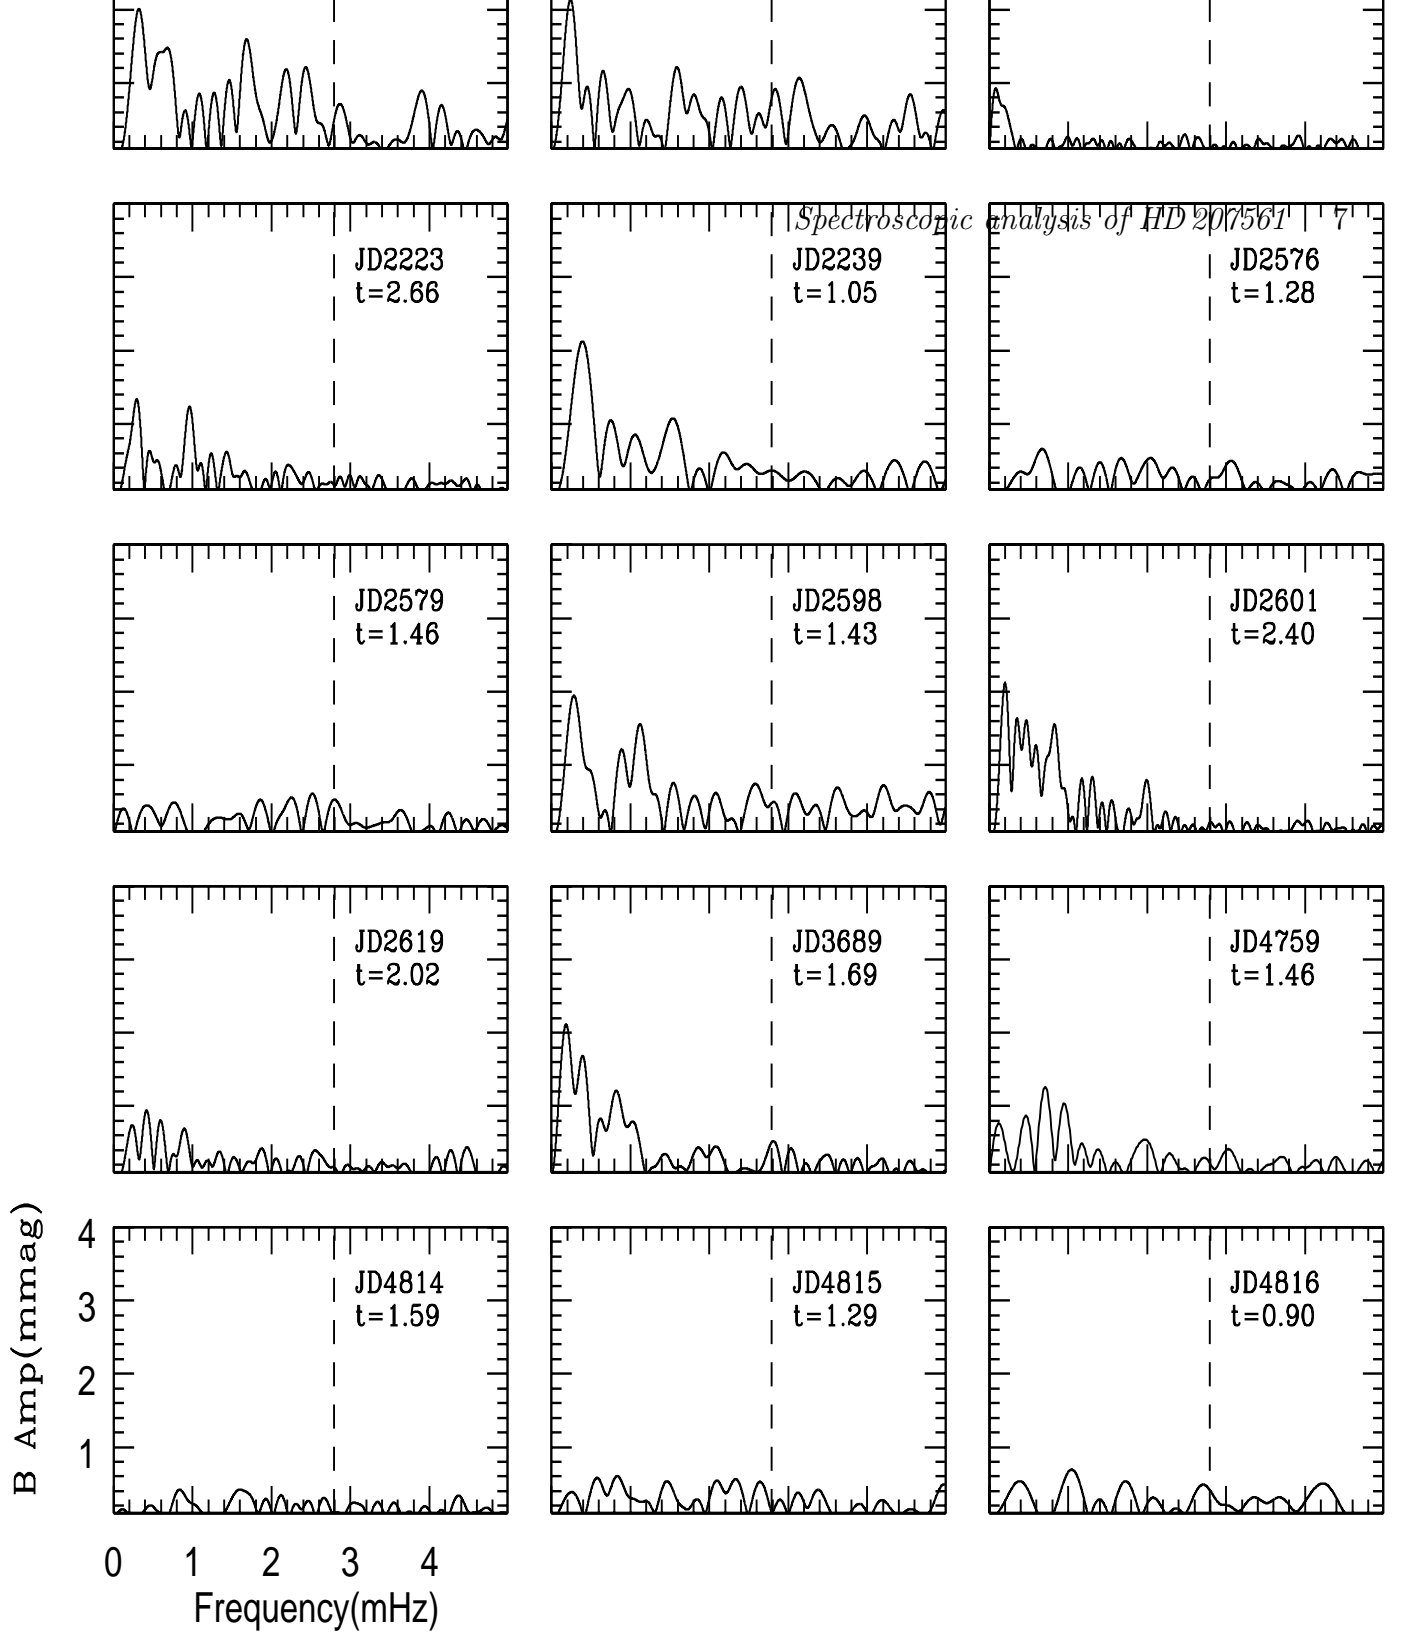 Spectroscopic analysis of HD 207561 7
JD2223
t=2.66
JD2239
t=1.05
JD2576
t=1.28
JD2579
t=1.46
JD2598
t=1.43
JD2601
t=2.40
JD2619
t=2.02
JD3689
t=1.69
JD4759
t=1.46
JD4814
t=1.59
JD4815
t=1.29
JD4816
t=0.90
B Amp(mmag)
4
3
2
1
0 1 2 3 4
Frequency(mHz)